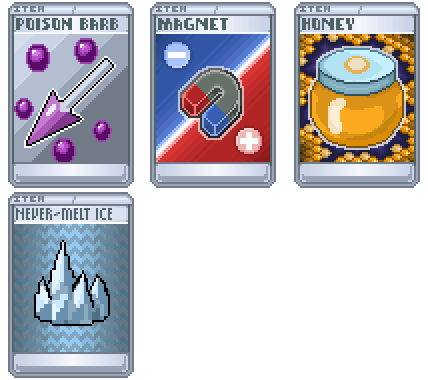 ITEM
POISON BARB
ITEM
MAGNET
ITEM
HONEY
ITEM
NEVER-MELT ICE